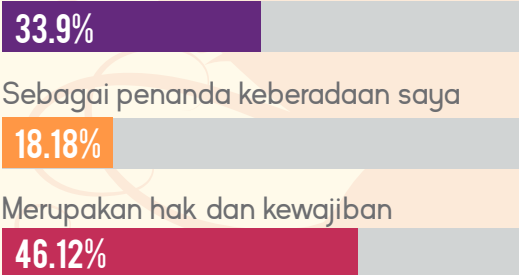 33.9%
Sebagai penanda keberadaan saya
18.18%
Merupakan hak dan kewajiban
46.12%